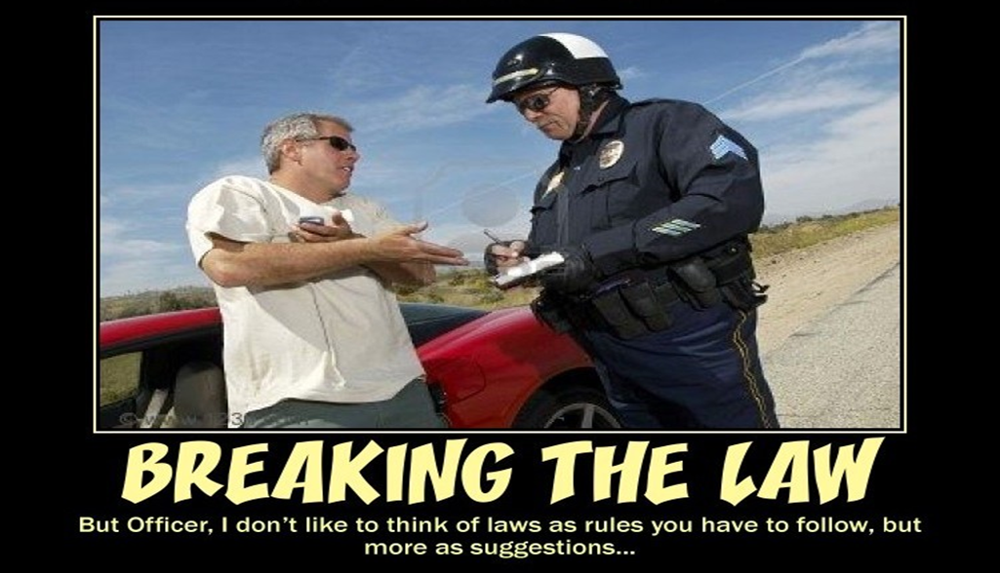 BREAKING THE LAW
But Officer, I don't like to think of laws as rules you have to follow, but
more as suggestions...